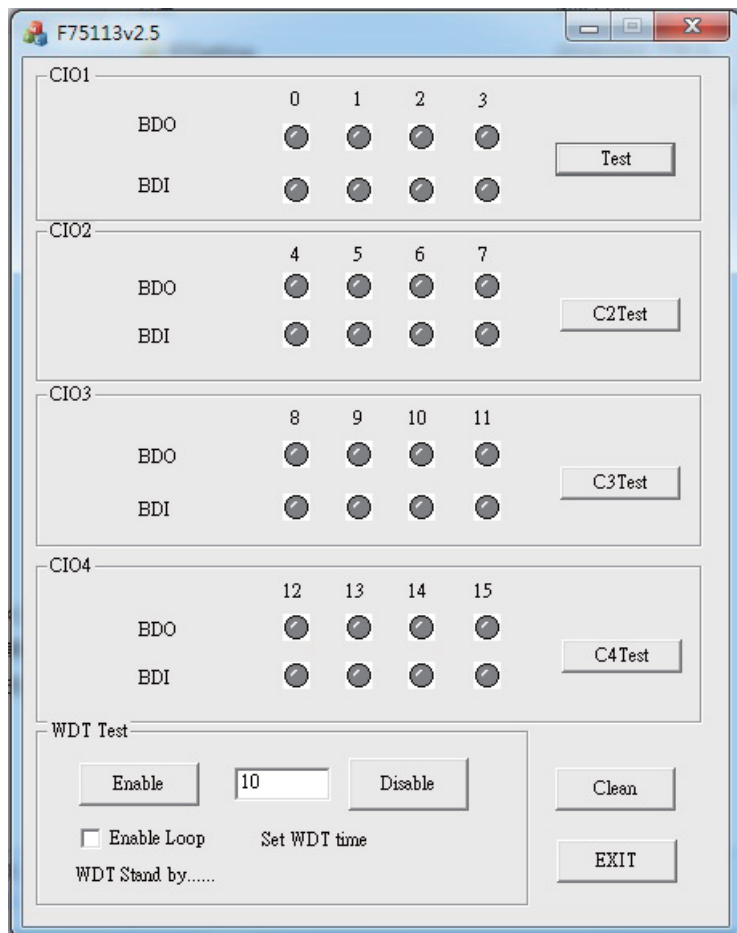 F75113v2.5
CIO1
0 1 2 3
BDO
Test
BDI
CIO2
4 5 6 7
BDO
C2Test
BDI
CIO3
8 9 10 11
BDO
C3Test
BDI
CIO4
12 13 14 15
BDO
C4Test
BDI
WDT Test
Enable 10 Disable Clean
Enable Loop Set WDT time
EXIT
WDT Stand by......